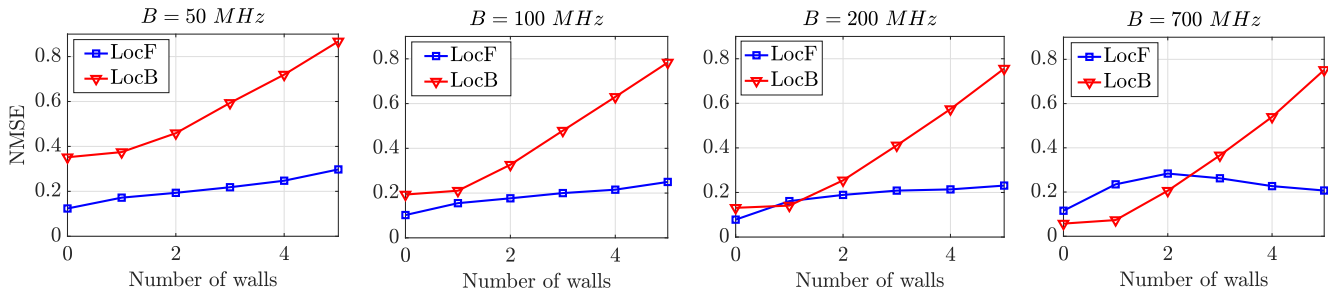 B = 50 MHz
NMSE
0.8
0.6
0.4
0.2
0
LocF
LocB
0 2 4
Number of walls
B = 100 MHz
0.8
0.6
0.4
0.2
0
LocF
LocB
0 2 4
Number of walls
B = 200 MHz
0.8
0.6
0.4
0.2
0
LocF
LocB
0 2 4
Number of walls
B = 700 MHz
0.8
0.6
0.4
0.2
0
LocF
LocB
0 2 4
Number of walls